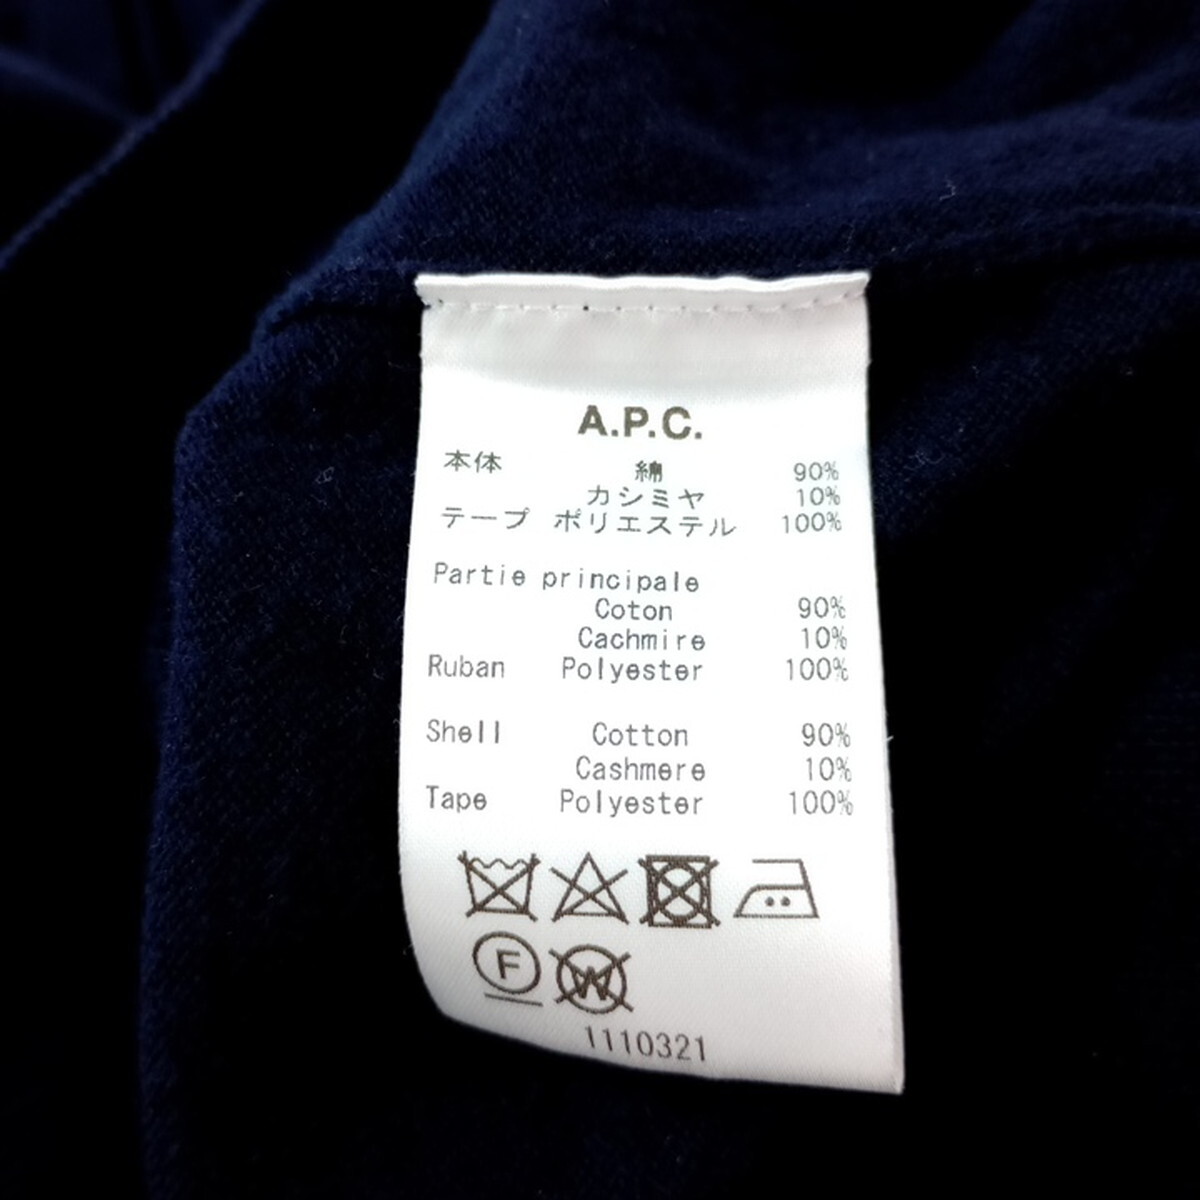 A.P.C.
本体 綿 90%
カシミヤ 10%
テープ ポリエステル 100%
Partie principale
Coton 90%
Cachmire 10%
Ruban Polyester 100%
Shell Cotton 90%
Cashmere 10%
Tape Polyester 100%
F W
1110321